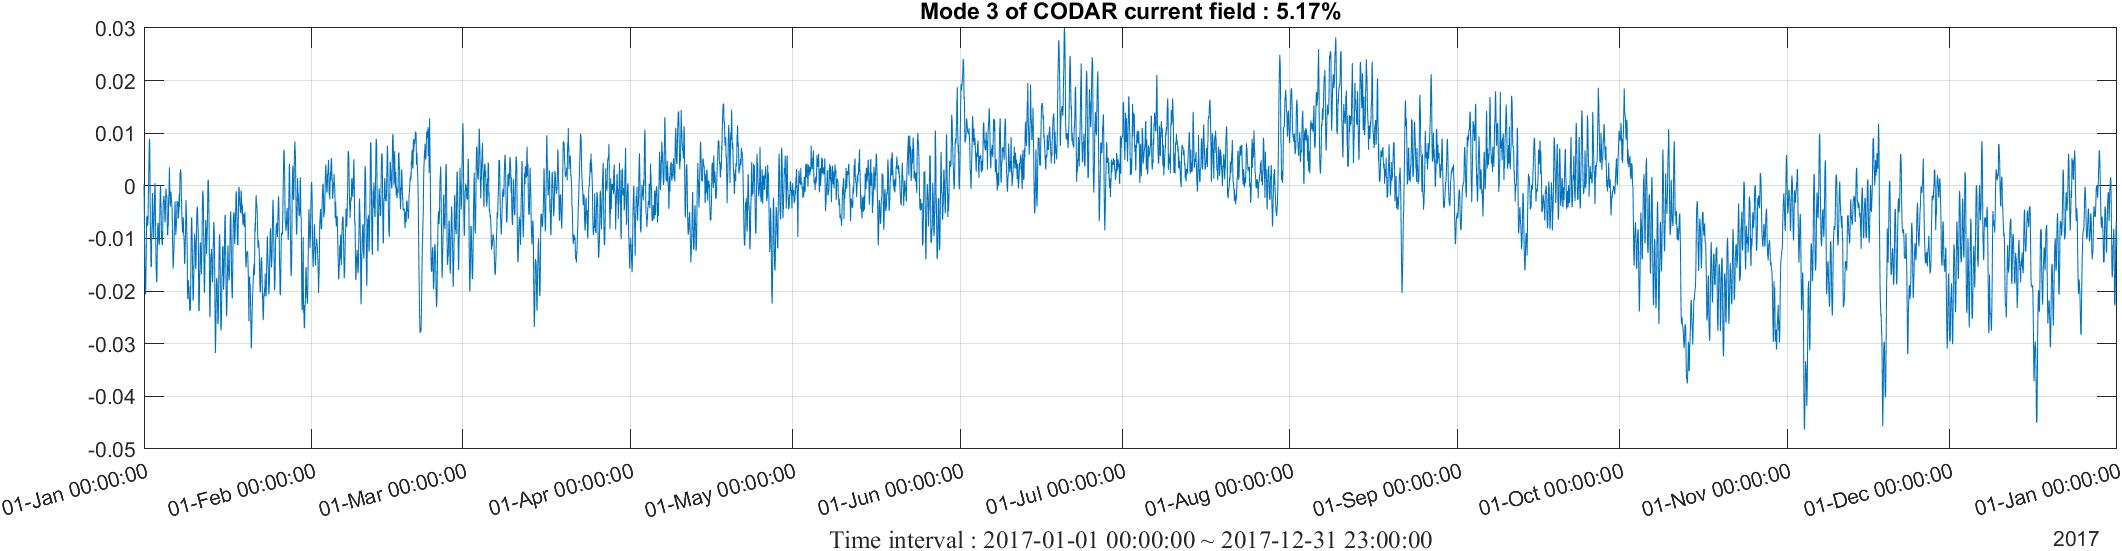 Mode 3 of CODAR current field : 5.17%
0.03
0.02
0.01
0
-0.01
-0.02
-0.03
-0.04
-0.05
01-Jan 00:00:00
01-Feb 00:00:00
01-Mar 00:00:00
01-Apr 00:00:00
01-May 00:00:00
01-Jun 00:00:00
01-Jul 00:00:00
01-Aug 00:00:00
01-Sep 00:00:00
01-Oct 00:00:00
01-Nov 00:00:00
01-Dec 00:00:00
01-Jan 00:00:00
Time interval : 2017-01-01 00:00:00 ~ 2017-12-31 23:00:00
2017